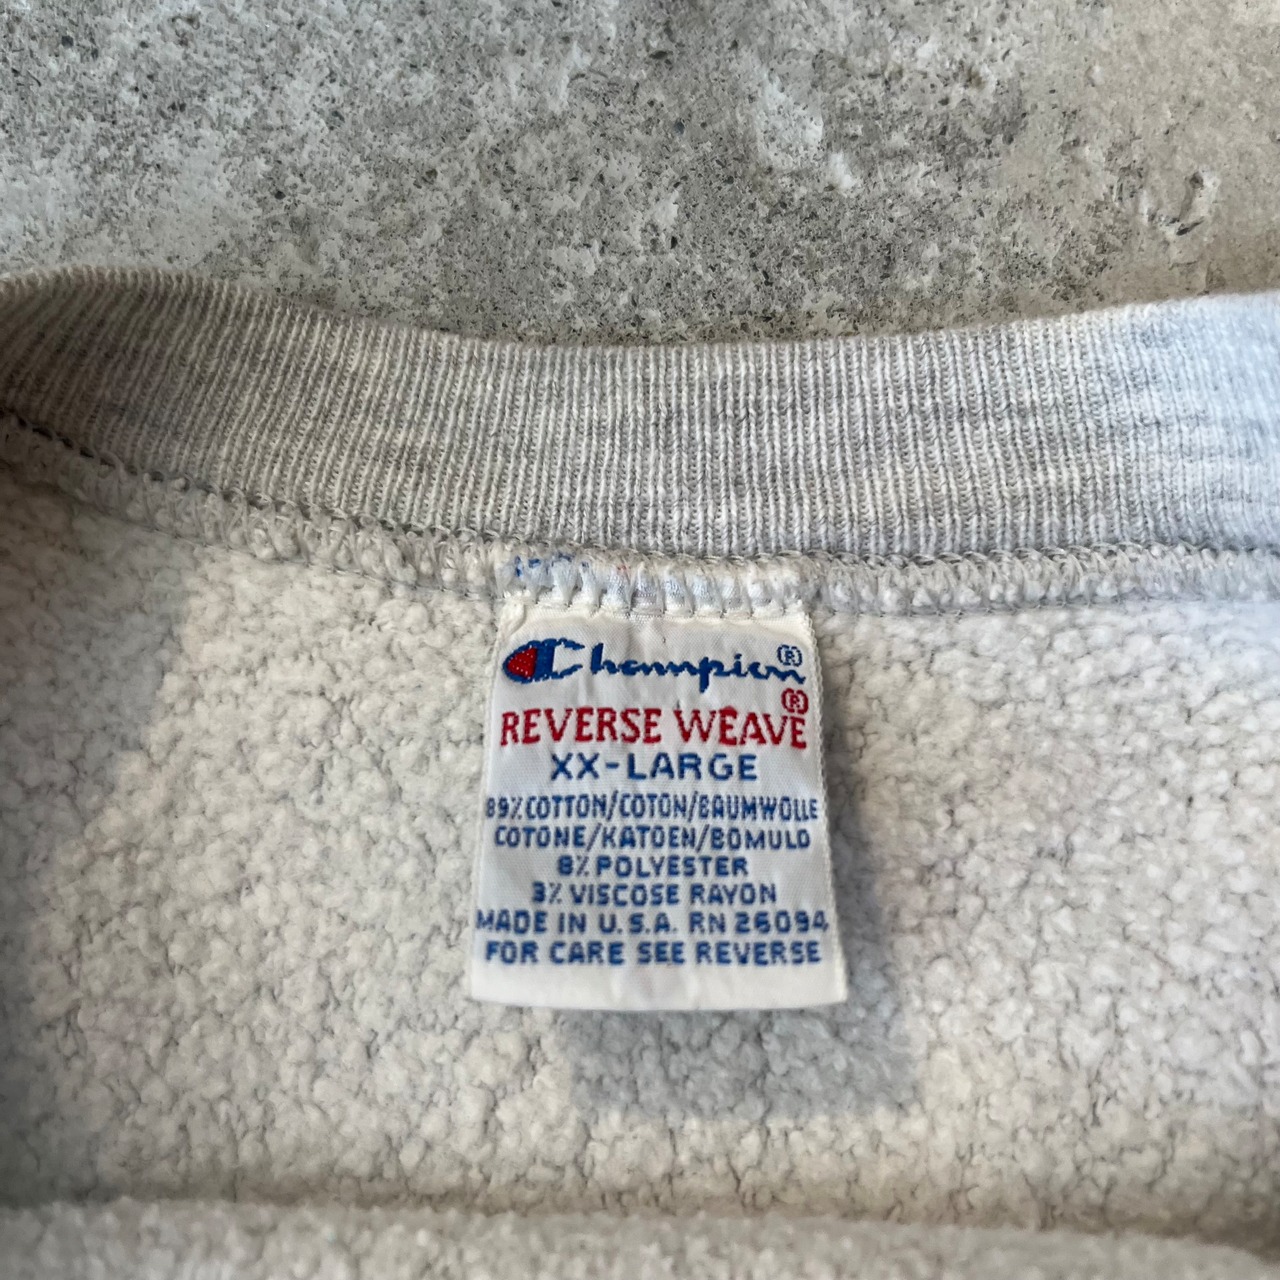 Champion®
REVERSE WEAVE®
XX-LARGE
89% COTTON/COTON/BAUMWOLLE
COTONE/KATOEN/BOMULD
8% POLYESTER
3% VISCOSE RAYON
MADE IN U.S.A. RN 26094
FOR CARE SEE REVERSE